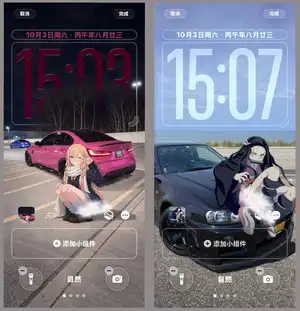 取消
完成
10月3日周六·丙午年八月廿三
15:03
添加小组件
自然
取消
完成
10月3日周六·丙午年八月廿三
15:07
添加小组件
自然